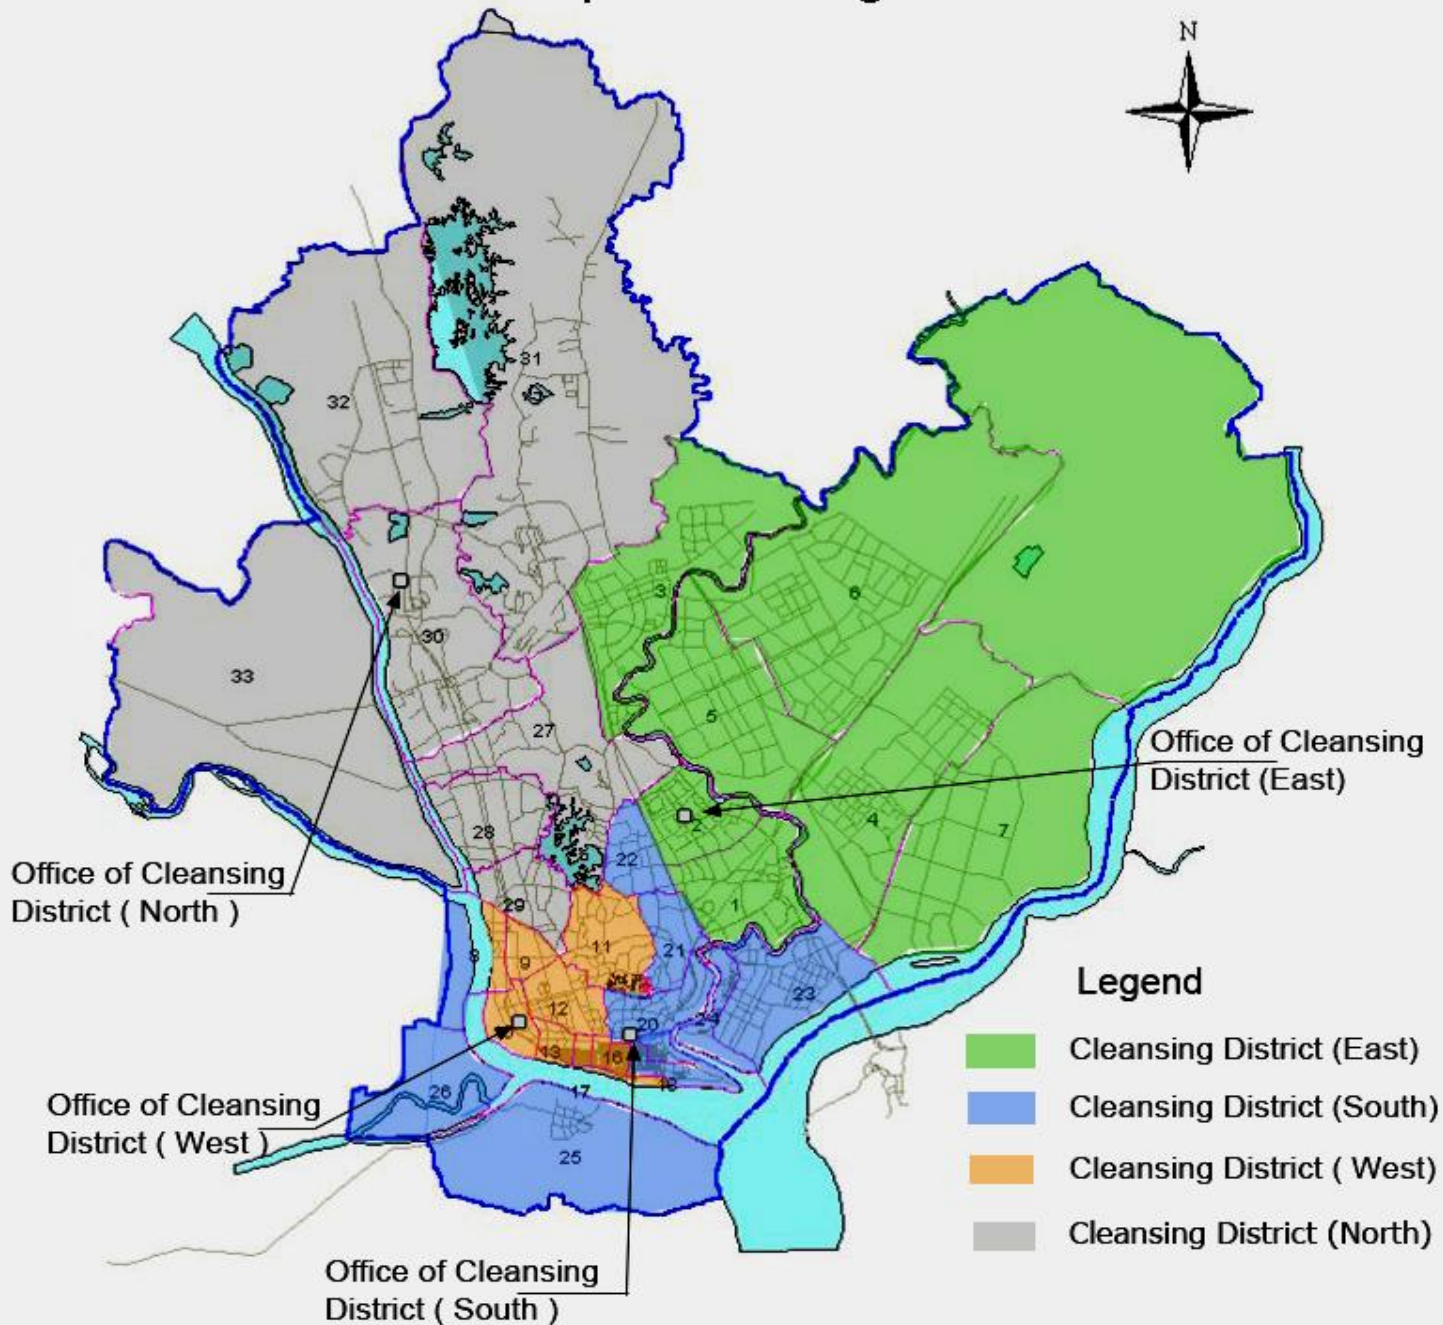 N
31
32
3
6
30
33
5
27
Office of Cleansing
District (East)
2
4
7
28
22
Office of Cleansing
District ( North )
29
1
11
21
8
9
23
Legend
12
20
24
Cleansing District (East)
13
16
26
17
18
Cleansing District (South)
Office of Cleansing
District ( West )
25
Cleansing District ( West)
Cleansing District (North)
Office of Cleansing
District ( South )